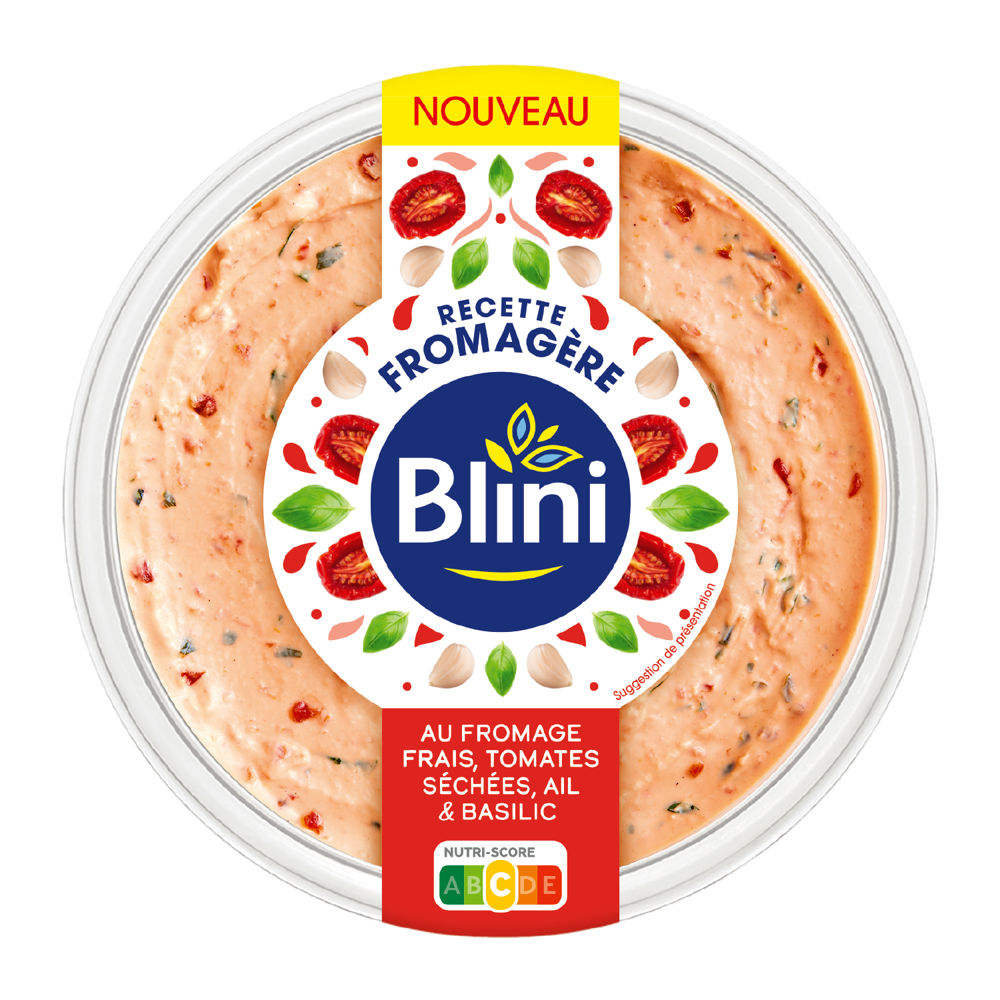 NOUVEAU
RECETTE
FROMAGÈRE
Blini
Suggestion de présentation
AU FROMAGE
FRAIS, TOMATES
SÉCHÉES, AIL
& BASILIC
NUTRI-SCORE
A B C D E